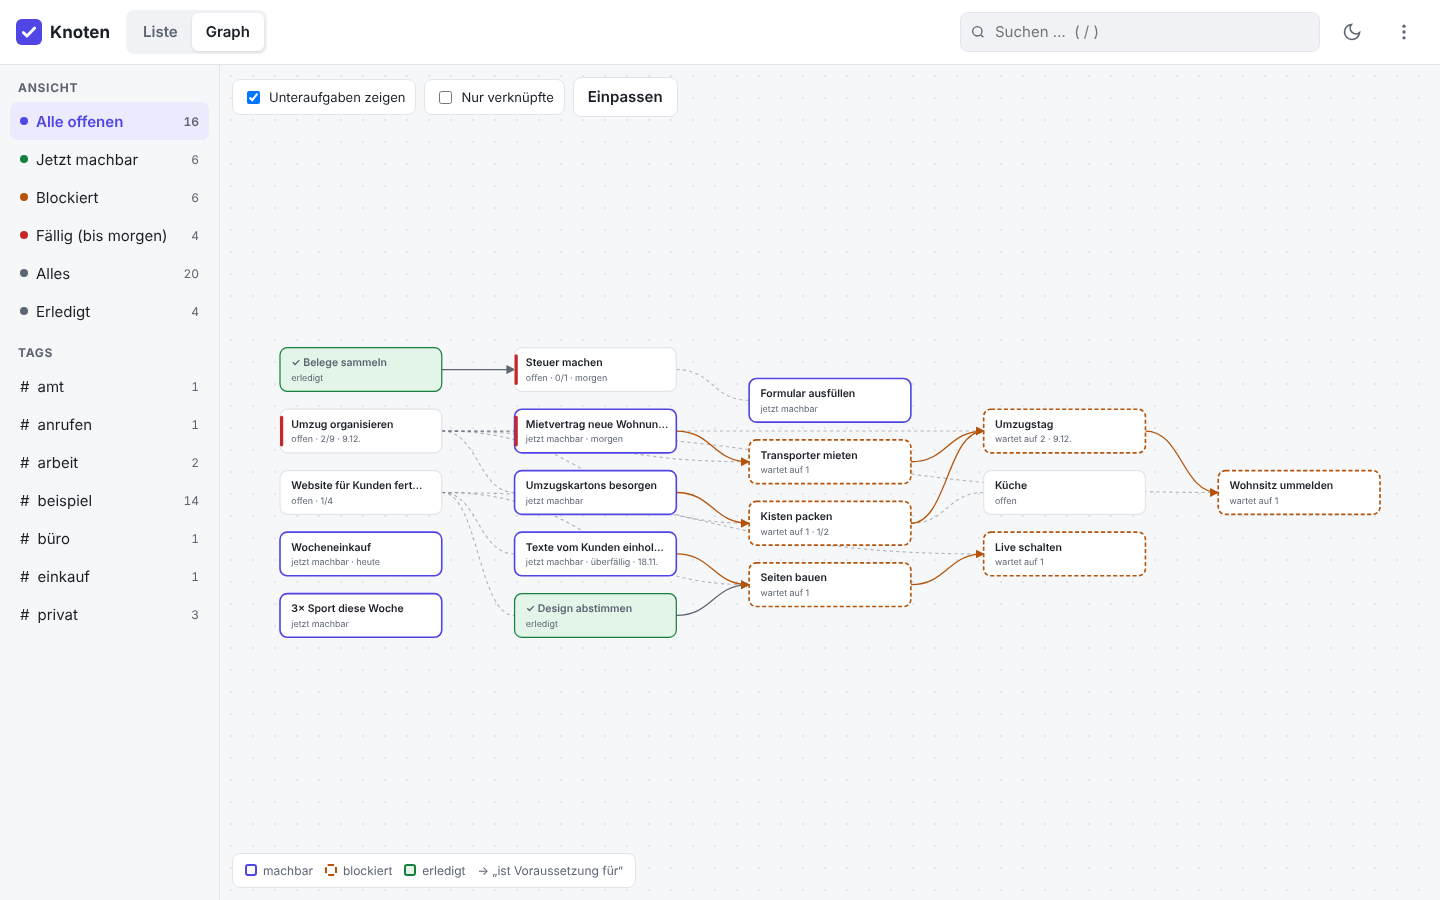 Knoten
Liste
Graph
Suchen … ( / )
ANSICHT
Alle offenen 16
Jetzt machbar 6
Blockiert 6
Fällig (bis morgen) 4
Alles 20
Erledigt 4
TAGS
# amt 1
# anrufen 1
# arbeit 2
# beispiel 14
# büro 1
# einkauf 1
# privat 3
Unteraufgaben zeigen
Nur verknüpfte
Einpassen
✓ Belege sammeln
erledigt
Umzug organisieren
offen · 2/9 · 9.12.
Website für Kunden fert…
offen · 1/4
Wocheneinkauf
jetzt machbar · heute
3× Sport diese Woche
jetzt machbar
Steuer machen
offen · 0/1 · morgen
Mietvertrag neue Wohnun…
jetzt machbar · morgen
Umzugskartons besorgen
jetzt machbar
Texte vom Kunden einhol…
jetzt machbar · überfällig · 18.11.
✓ Design abstimmen
erledigt
Formular ausfüllen
jetzt machbar
Transporter mieten
wartet auf 1
Kisten packen
wartet auf 1 · 1/2
Seiten bauen
wartet auf 1
Umzugstag
wartet auf 2 · 9.12.
Küche
offen
Live schalten
wartet auf 1
Wohnsitz ummelden
wartet auf 1
machbar
blockiert
erledigt
→ „ist Voraussetzung für“